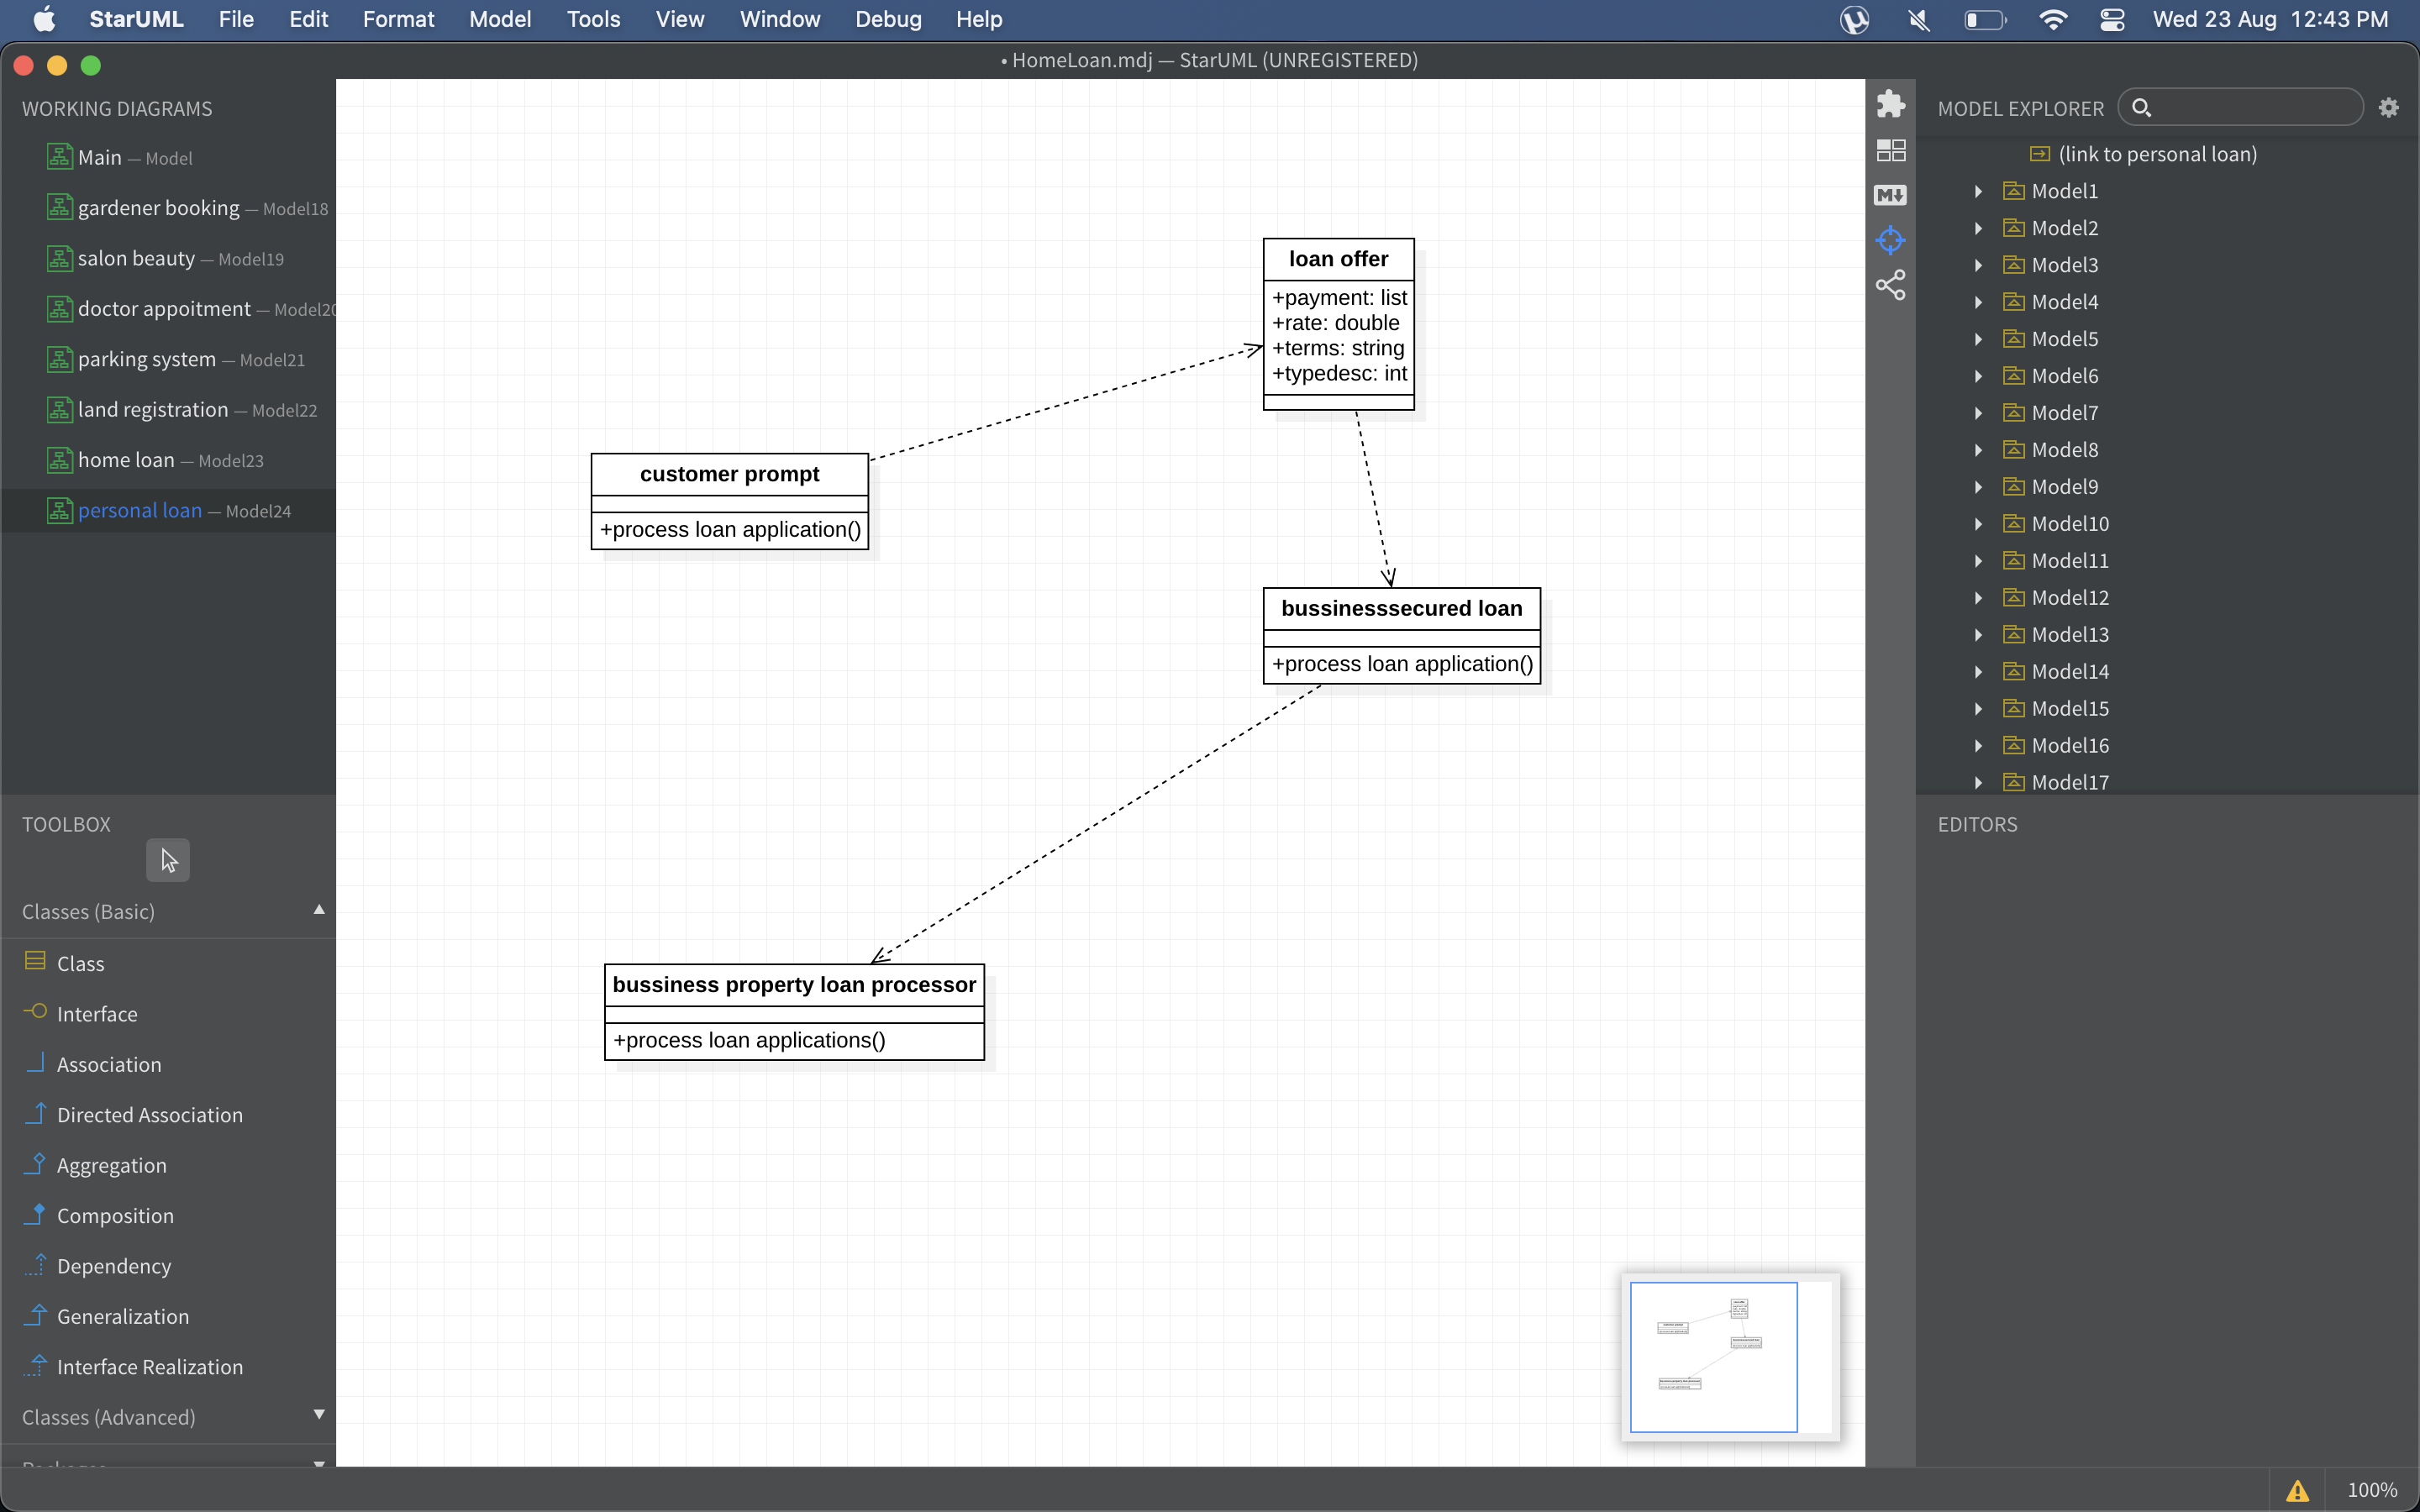 StarUML File Edit Format Model Tools View Window Debug Help Wed 23 Aug 12:43 PM
• HomeLoan.mdj — StarUML (UNREGISTERED)
WORKING DIAGRAMS
Main — Model
gardener booking — Model18
salon beauty — Model19
doctor appoitment — Model20
parking system — Model21
land registration — Model22
home loan — Model23
personal loan — Model24
TOOLBOX
Classes (Basic)
Class
Interface
Association
Directed Association
Aggregation
Composition
Dependency
Generalization
Interface Realization
Classes (Advanced)
loan offer
+payment: list
+rate: double
+terms: string
+typedesc: int
customer prompt
+process loan application()
bussinesssecured loan
+process loan application()
bussiness property loan processor
+process loan applications()
M
MODEL EXPLORER
(link to personal loan)
Model1
Model2
Model3
Model4
Model5
Model6
Model7
Model8
Model9
Model10
Model11
Model12
Model13
Model14
Model15
Model16
Model17
EDITORS
100%